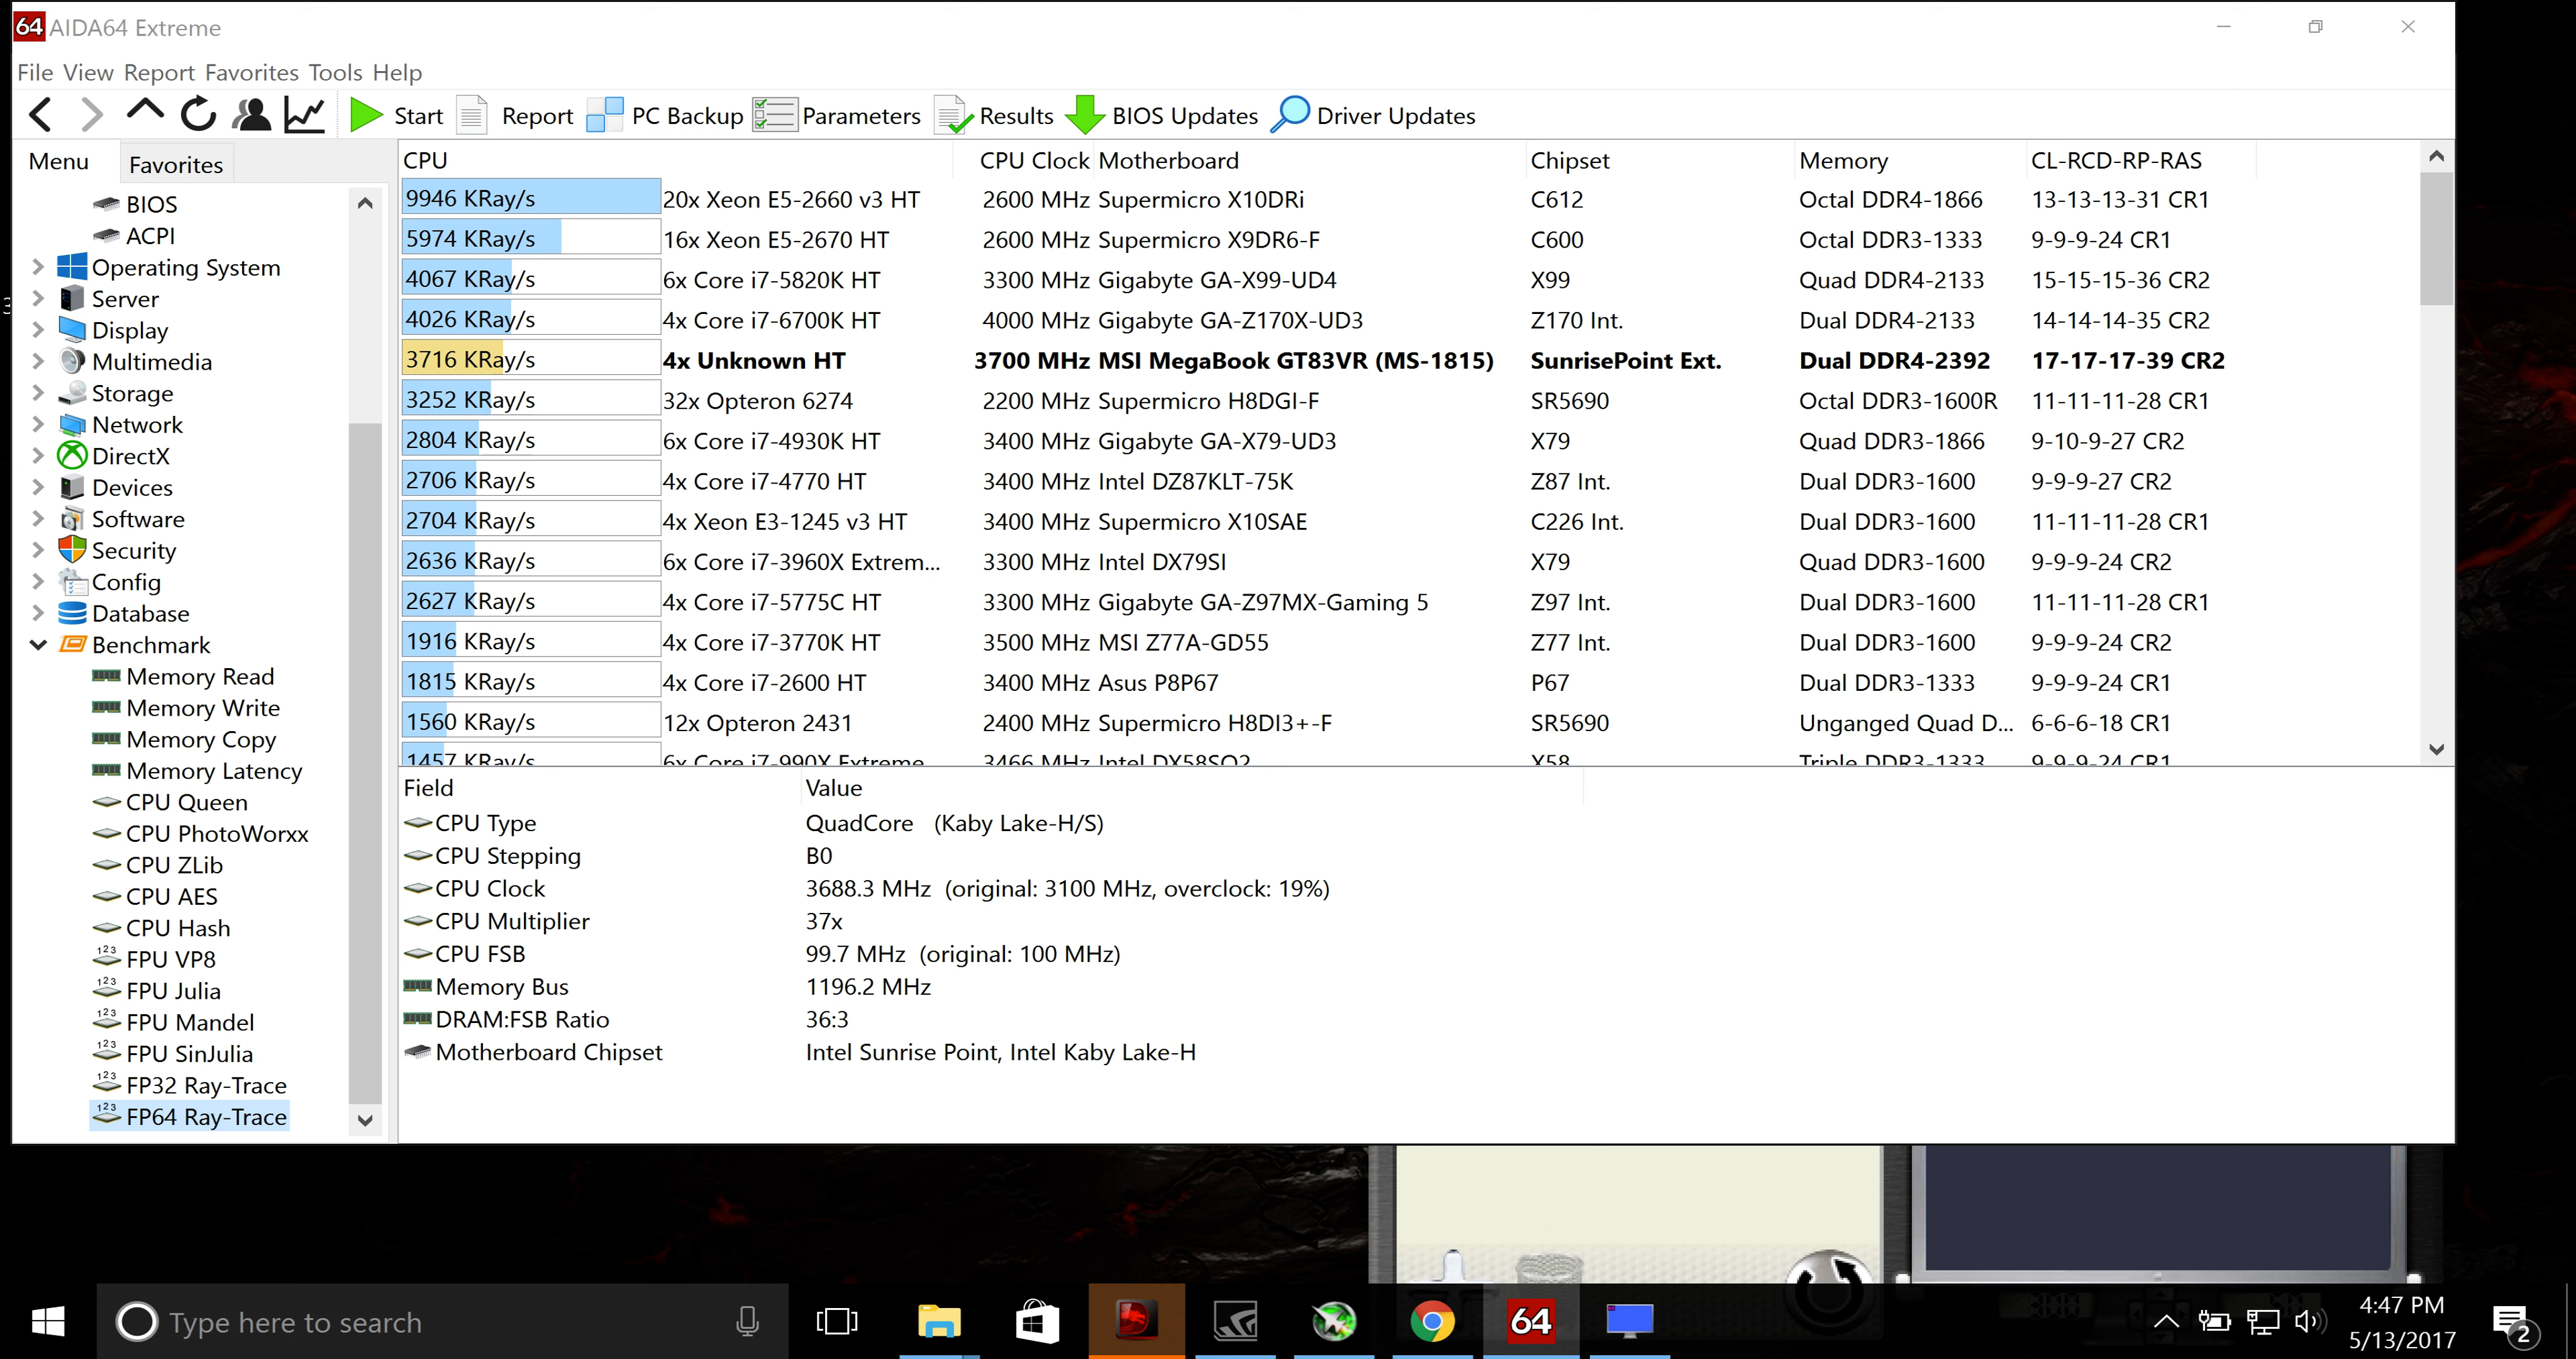 64 AIDA64 Extreme
File View Report Favorites Tools Help
Start Report PC Backup Parameters Results BIOS Updates Driver Updates
Menu Favorites
BIOS
ACPI
Operating System
Server
Display
Multimedia
Storage
Network
DirectX
Devices
Software
Security
Config
Database
Benchmark
Memory Read
Memory Write
Memory Copy
Memory Latency
CPU Queen
CPU PhotoWorxx
CPU ZLib
CPU AES
CPU Hash
FPU VP8
FPU Julia
FPU Mandel
FPU SinJulia
FP32 Ray-Trace
FP64 Ray-Trace
CPU CPU Clock Motherboard Chipset Memory CL-RCD-RP-RAS
9946 KRay/s 20x Xeon E5-2660 v3 HT 2600 MHz Supermicro X10DRi C612 Octal DDR4-1866 13-13-13-31 CR1
5974 KRay/s 16x Xeon E5-2670 HT 2600 MHz Supermicro X9DR6-F C600 Octal DDR3-1333 9-9-9-24 CR1
4067 KRay/s 6x Core i7-5820K HT 3300 MHz Gigabyte GA-X99-UD4 X99 Quad DDR4-2133 15-15-15-36 CR2
4026 KRay/s 4x Core i7-6700K HT 4000 MHz Gigabyte GA-Z170X-UD3 Z170 Int. Dual DDR4-2133 14-14-14-35 CR2
3716 KRay/s 4x Unknown HT 3700 MHz MSI MegaBook GT83VR (MS-1815) SunrisePoint Ext. Dual DDR4-2392 17-17-17-39 CR2
3252 KRay/s 32x Opteron 6274 2200 MHz Supermicro H8DGI-F SR5690 Octal DDR3-1600R 11-11-11-28 CR1
2804 KRay/s 6x Core i7-4930K HT 3400 MHz Gigabyte GA-X79-UD3 X79 Quad DDR3-1866 9-10-9-27 CR2
2706 KRay/s 4x Core i7-4770 HT 3400 MHz Intel DZ87KLT-75K Z87 Int. Dual DDR3-1600 9-9-9-27 CR2
2704 KRay/s 4x Xeon E3-1245 v3 HT 3400 MHz Supermicro X10SAE C226 Int. Dual DDR3-1600 11-11-11-28 CR1
2636 KRay/s 6x Core i7-3960X Extrem... 3300 MHz Intel DX79SI X79 Quad DDR3-1600 9-9-9-24 CR2
2627 KRay/s 4x Core i7-5775C HT 3300 MHz Gigabyte GA-Z97MX-Gaming 5 Z97 Int. Dual DDR3-1600 11-11-11-28 CR1
1916 KRay/s 4x Core i7-3770K HT 3500 MHz MSI Z77A-GD55 Z77 Int. Dual DDR3-1600 9-9-9-24 CR2
1815 KRay/s 4x Core i7-2600 HT 3400 MHz Asus P8P67 P67 Dual DDR3-1333 9-9-9-24 CR1
1560 KRay/s 12x Opteron 2431 2400 MHz Supermicro H8DI3+-F SR5690 Unganged Quad D... 6-6-6-18 CR1
1457 KRay/s 6x Core i7-990X Extreme 3466 MHz Intel DX58SO2 X58 Triple DDR3-1333 9-9-9-24 CR1
Field Value
CPU Type QuadCore (Kaby Lake-H/S)
CPU Stepping B0
CPU Clock 3688.3 MHz (original: 3100 MHz, overclock: 19%)
CPU Multiplier 37x
CPU FSB 99.7 MHz (original: 100 MHz)
Memory Bus 1196.2 MHz
DRAM:FSB Ratio 36:3
Motherboard Chipset Intel Sunrise Point, Intel Kaby Lake-H
Type here to search
64
4:47 PM
5/13/2017
2